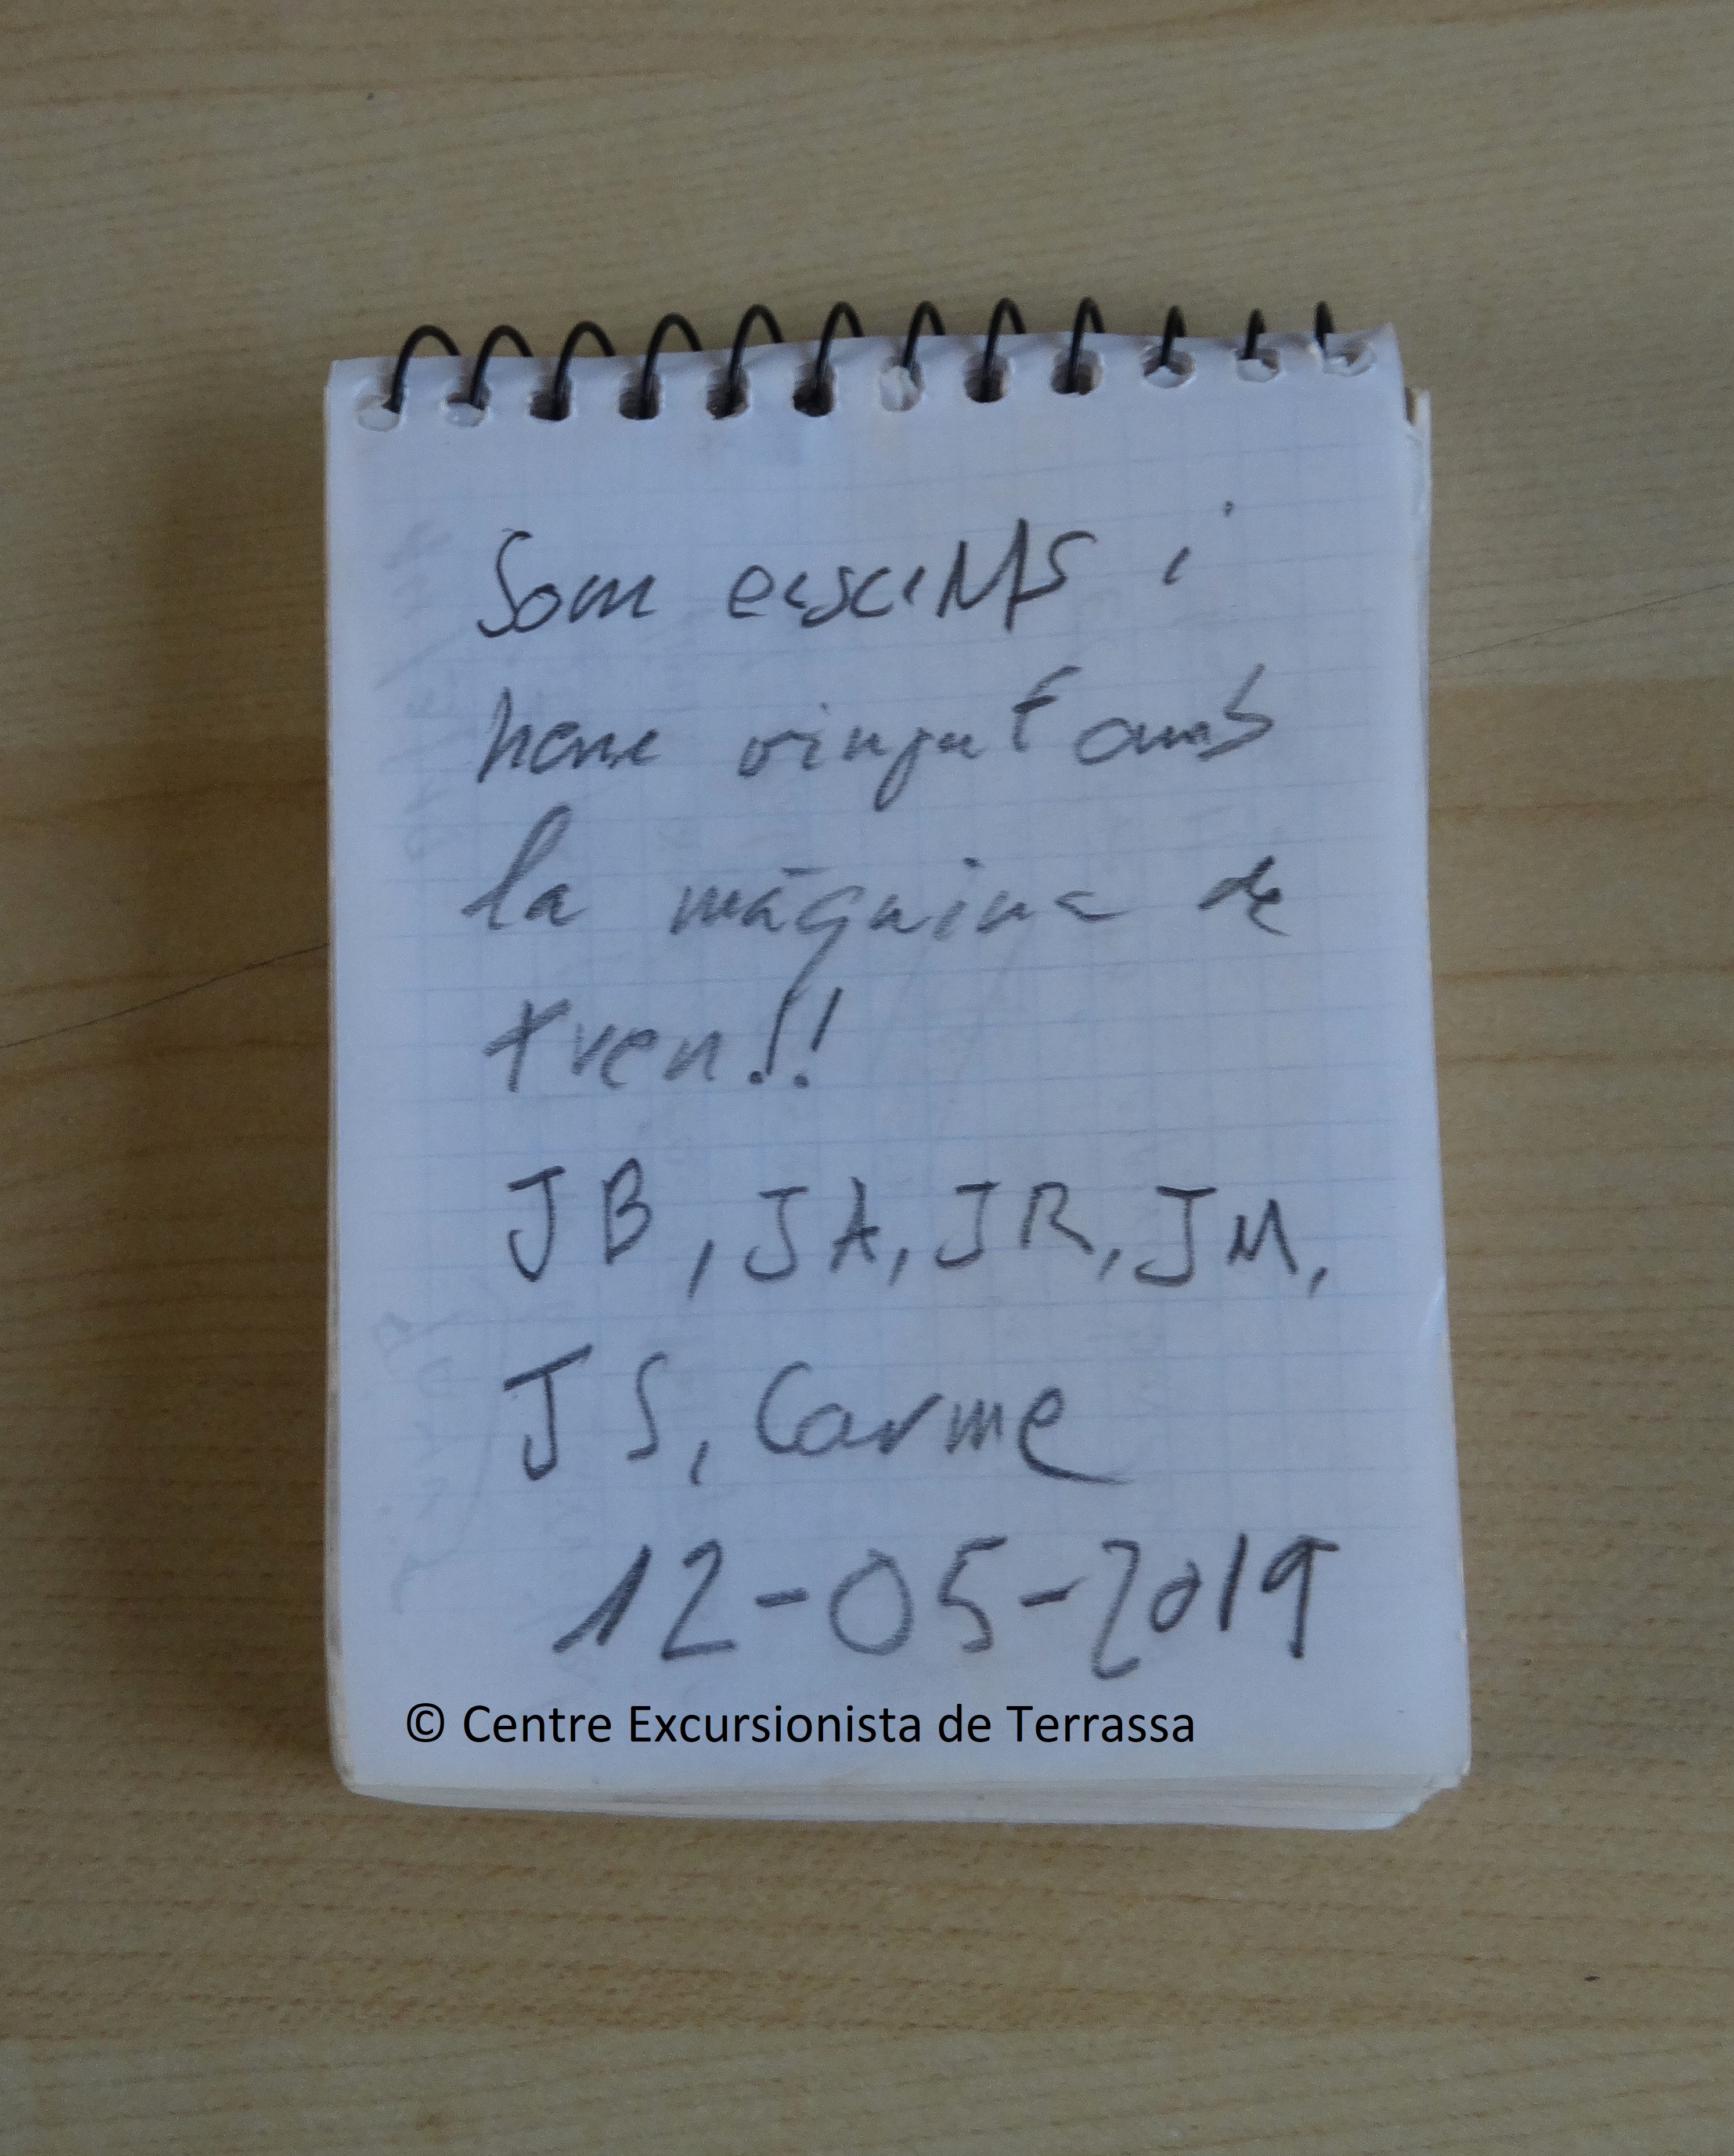 Som
i
hem vingut amb
la màquina de
tren!!
JB, JA, JR, JM,
JS, Carme
12-05-2019
© Centre Excursionista de Terrassa